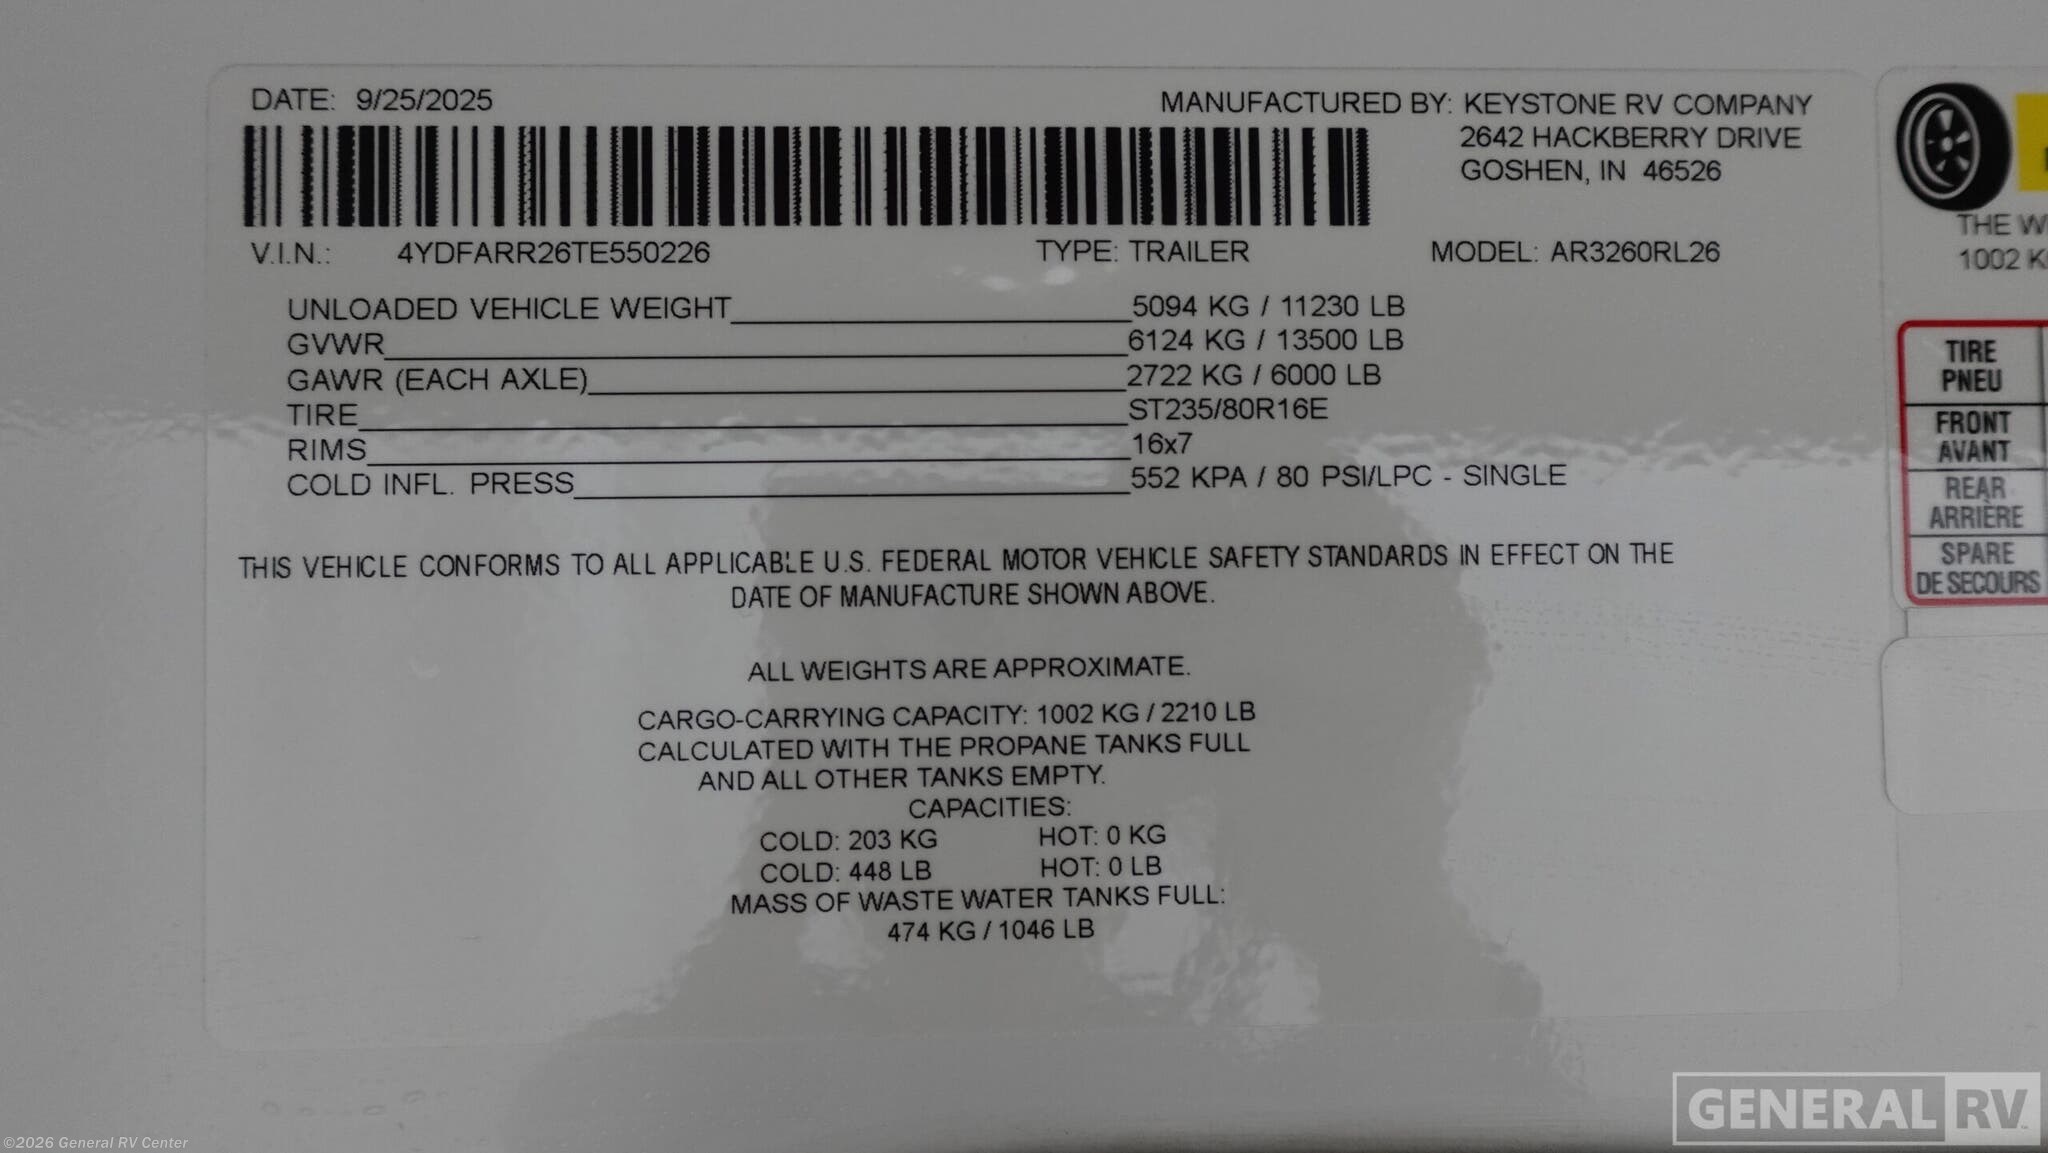 DATE: 9/25/2025
MANUFACTURED BY: KEYSTONE RV COMPANY
2642 HACKBERRY DRIVE
GOSHEN, IN 46526
V.I.N.: 4YDFARR26TE550226 TYPE: TRAILER MODEL: AR3260RL26
UNLOADED VEHICLE WEIGHT 5094 KG / 11230 LB
GVWR 6124 KG / 13500 LB
GAWR (EACH AXLE) 2722 KG / 6000 LB
TIRE ST235/80R16E
RIMS 16x7
COLD INFL. PRESS 552 KPA / 80 PSI/LPC - SINGLE
THIS VEHICLE CONFORMS TO ALL APPLICABLE U.S. FEDERAL MOTOR VEHICLE SAFETY STANDARDS IN EFFECT ON THE
DATE OF MANUFACTURE SHOWN ABOVE.
ALL WEIGHTS ARE APPROXIMATE.
CARGO-CARRYING CAPACITY: 1002 KG / 2210 LB
CALCULATED WITH THE PROPANE TANKS FULL
AND ALL OTHER TANKS EMPTY.
CAPACITIES:
COLD: 203 KG HOT: 0 KG
COLD: 448 LB HOT: 0 LB
MASS OF WASTE WATER TANKS FULL:
474 KG / 1046 LB
THE
1002
TIRE
PNEU
FRONT
AVANT
REAR
ARRIÈRE
SPARE
DE SECOURS
GENERAL RV
©2026 General RV Center